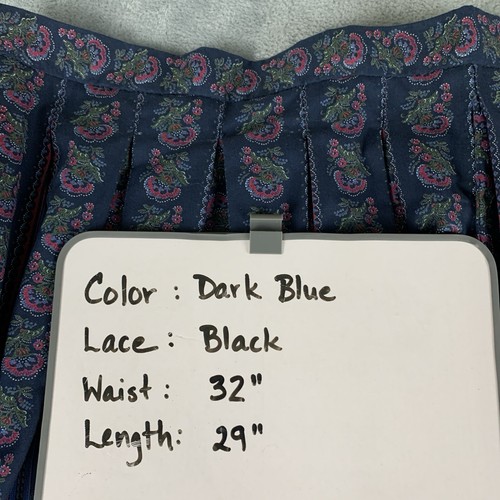 Color : Dark Blue
Lace : Black
Waist : 32"
Length: 29"